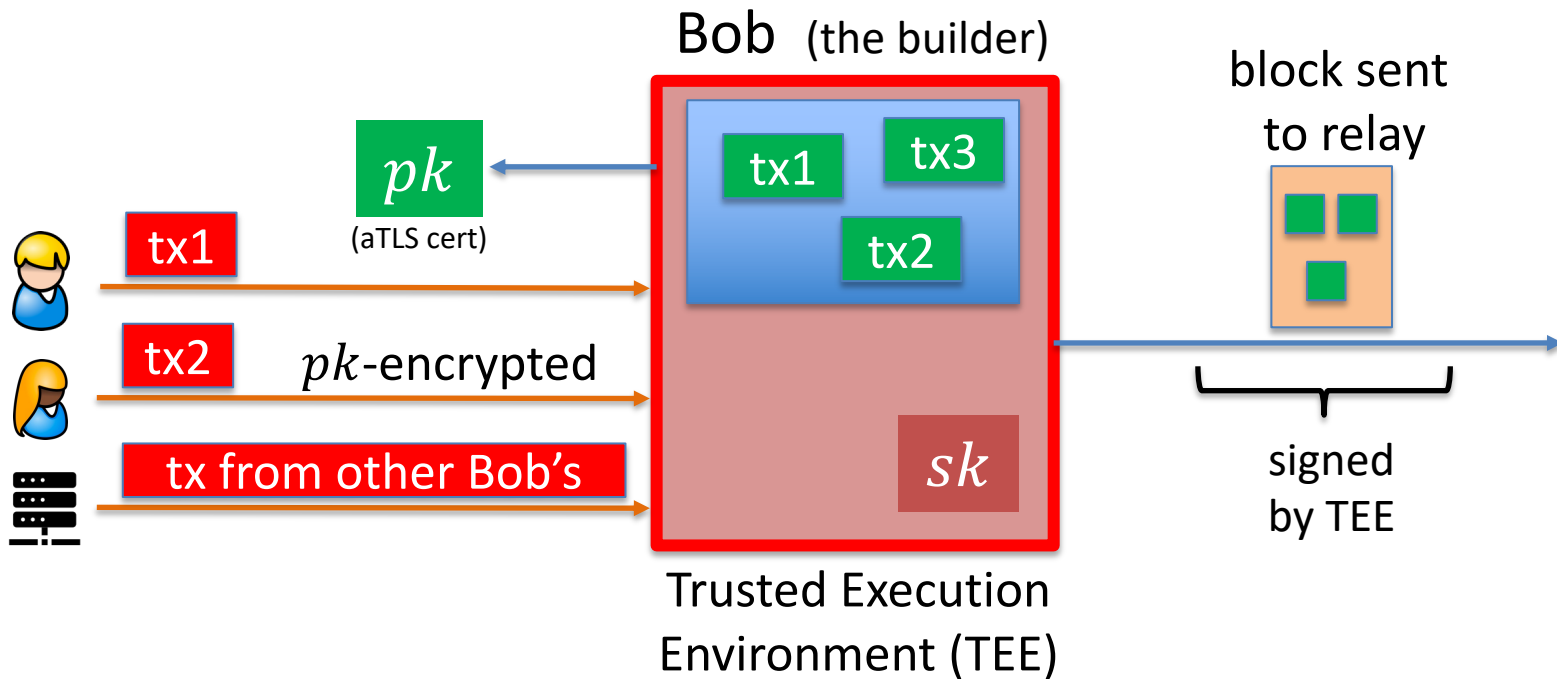 Bob (the builder)
block sent
to relay
pk
(aTLS cert)
tx1
tx3
tx2
tx1
tx2
pk-encrypted
tx from other Bob’s
sk
signed
by TEE
Trusted Execution
Environment (TEE)